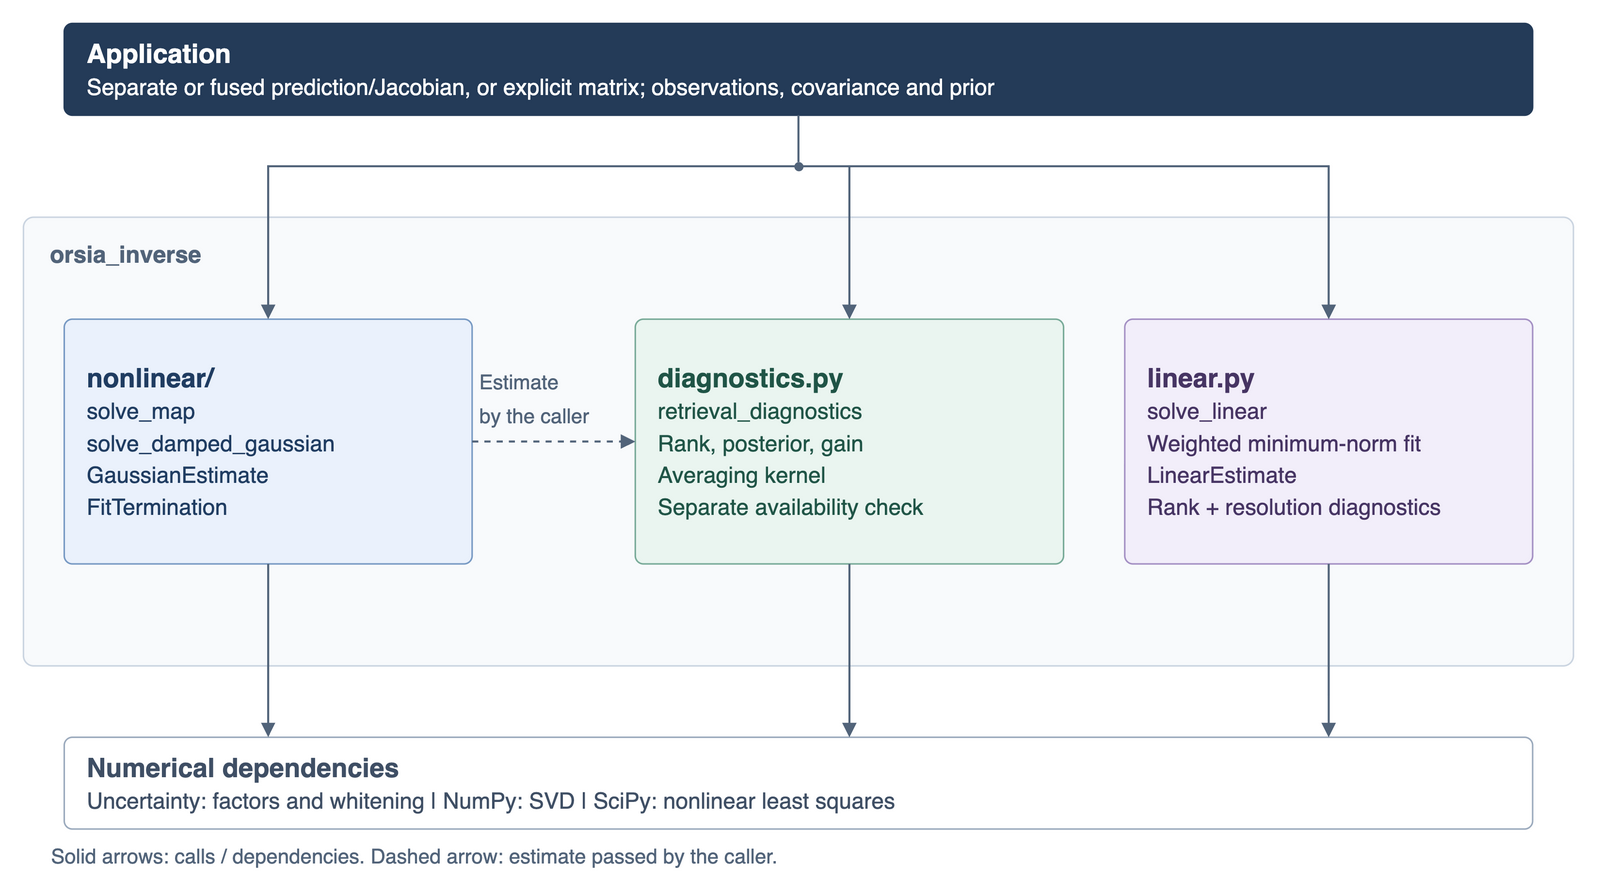 Application
Separate or fused prediction/Jacobian, or explicit matrix; observations, covariance and prior
orsia_inverse
nonlinear/
solve_map
solve_damped_gaussian
GaussianEstimate
FitTermination
Estimate
by the caller
diagnostics.py
retrieval_diagnostics
Rank, posterior, gain
Averaging kernel
Separate availability check
linear.py
solve_linear
Weighted minimum-norm fit
LinearEstimate
Rank + resolution diagnostics
Numerical dependencies
Uncertainty: factors and whitening | NumPy: SVD | SciPy: nonlinear least squares
Solid arrows: calls / dependencies. Dashed arrow: estimate passed by the caller.